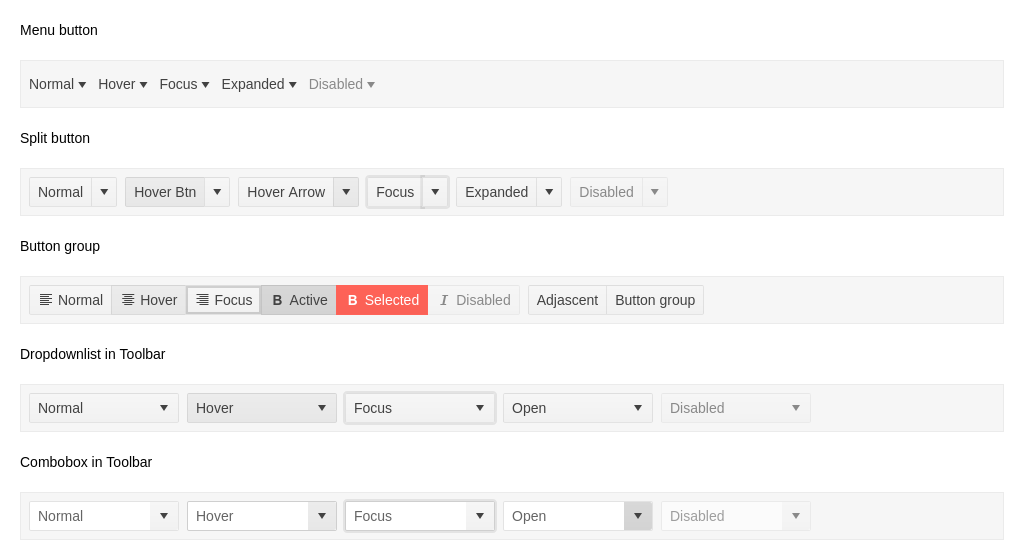 Menu button
Normal Hover Focus Expanded Disabled
Split button
Normal Hover Btn Hover Arrow Focus Expanded Disabled
Button group
Normal Hover Focus B Active B Selected I Disabled Adjascent Button group
Dropdownlist in Toolbar
Normal Hover Focus Open Disabled
Combobox in Toolbar
Normal Hover Focus Open Disabled